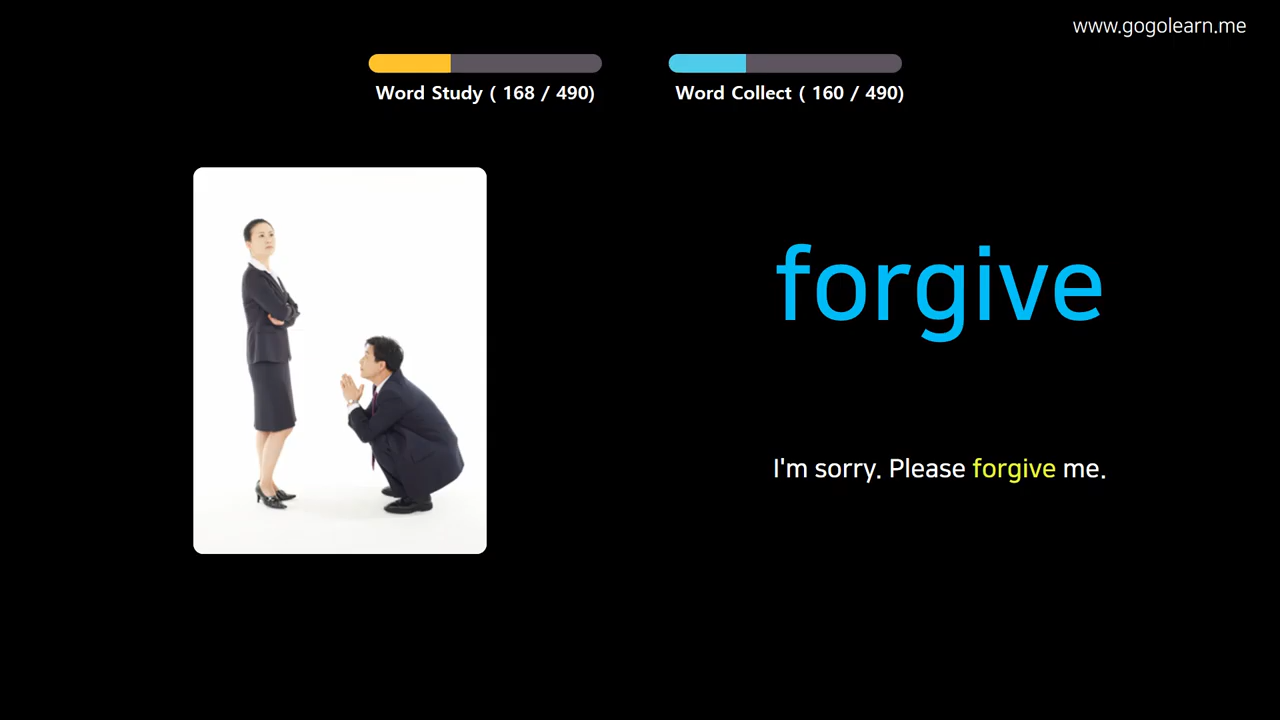 www.gogolearn.me
Word Study ( 168 / 490)
Word Collect ( 160 / 490)
forgive
I'm sorry. Please forgive me.